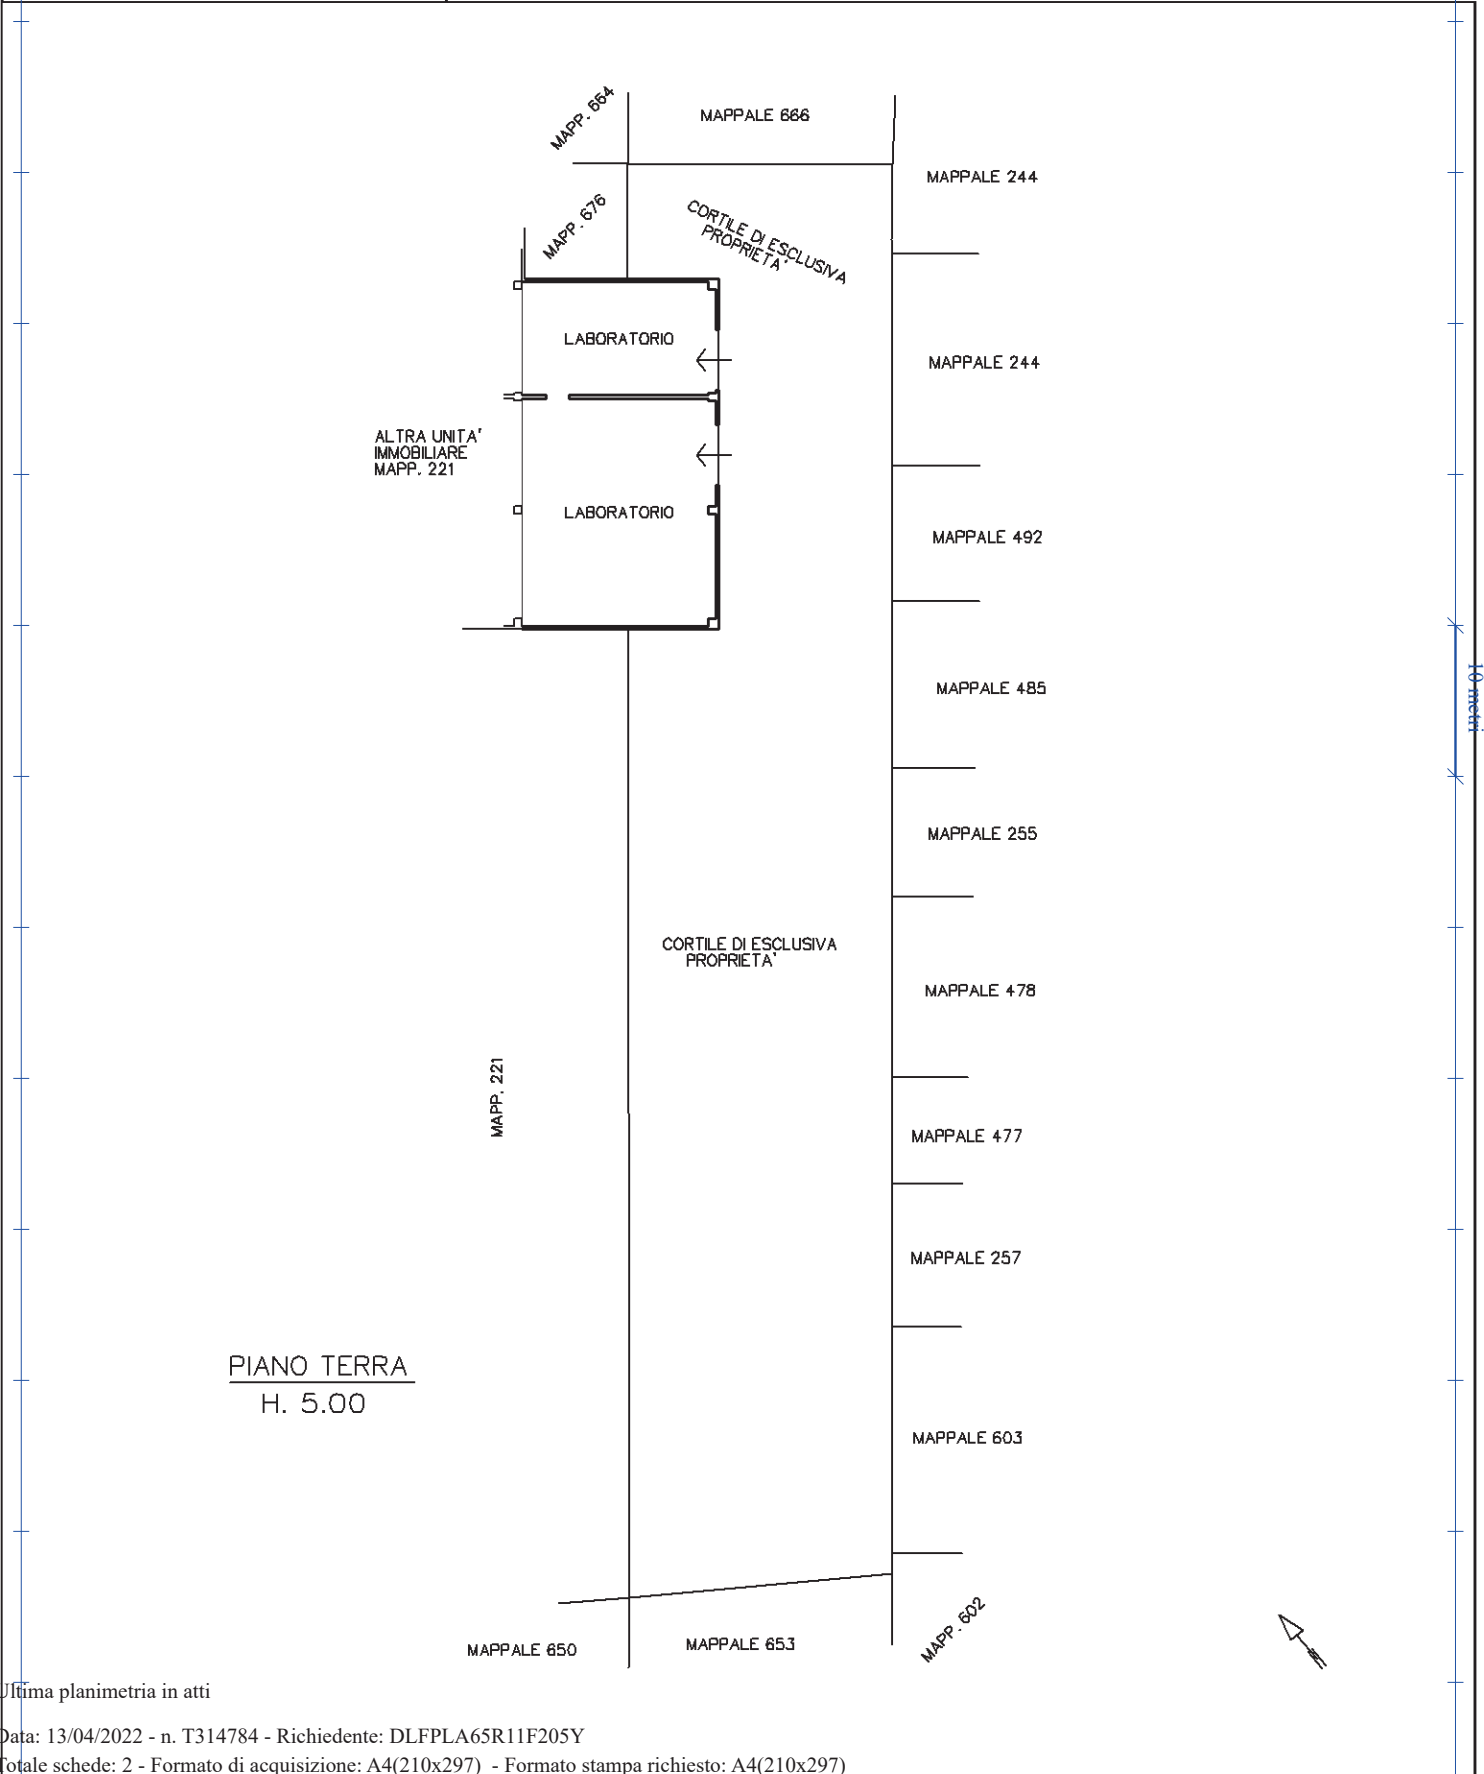 MAPP. 664
MAPPALE 666
MAPPALE 244
MAPP. 676
CORTILE DI ESCLUSIVA
PROPRIETA'
LABORATORIO
MAPPALE 244
ALTRA UNITA'
IMMOBILIARE
MAPP. 221
LABORATORIO
MAPPALE 492
MAPPALE 485
10 metri
MAPPALE 255
CORTILE DI ESCLUSIVA
PROPRIETA'
MAPPALE 478
MAPP. 221
MAPPALE 477
MAPPALE 257
PIANO TERRA
H. 5.00
MAPPALE 603
MAPP. 602
MAPPALE 650
MAPPALE 653
Ultima planimetria in atti
Data: 13/04/2022 - n. T314784 - Richiedente: DLFPLA65R11F205Y
Totale schede: 2 - Formato di acquisizione: A4(210x297) - Formato stampa richiesto: A4(210x297)